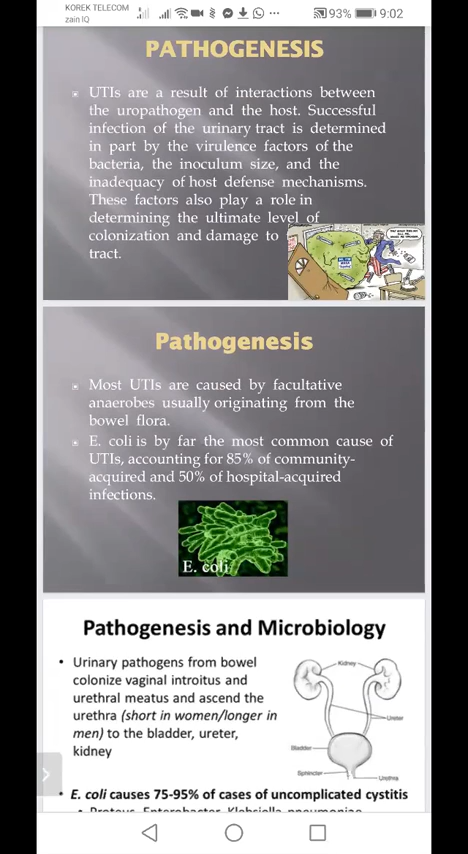 KOREK TELECOM
zain IQ
93%
9:02
PATHOGENESIS
UTIs are a result of interactions between
the uropathogen and the host. Successful
infection of the urinary tract is determined
in part by the virulence factors of the
bacteria, the inoculum size, and the
inadequacy of host defense mechanisms.
These factors also play a role in
determining the ultimate level of
colonization and damage to
tract.
Pathogenesis
Most UTIs are caused by facultative
anaerobes usually originating from the
bowel flora.
E. coli is by far the most common cause of
UTIs, accounting for 85% of community-
acquired and 50% of hospital-acquired
infections.
E. coli
Pathogenesis and Microbiology
• Urinary pathogens from bowel
colonize vaginal introitus and
urethral meatus and ascend the
urethra (short in women/longer in
men) to the bladder, ureter,
kidney
Kidney
Ureter
Bladder
Sphincter
Urethra
• E. coli causes 75-95% of cases of uncomplicated cystitis
• Proteus, Enterobacter, Klebsiella pneumoniae